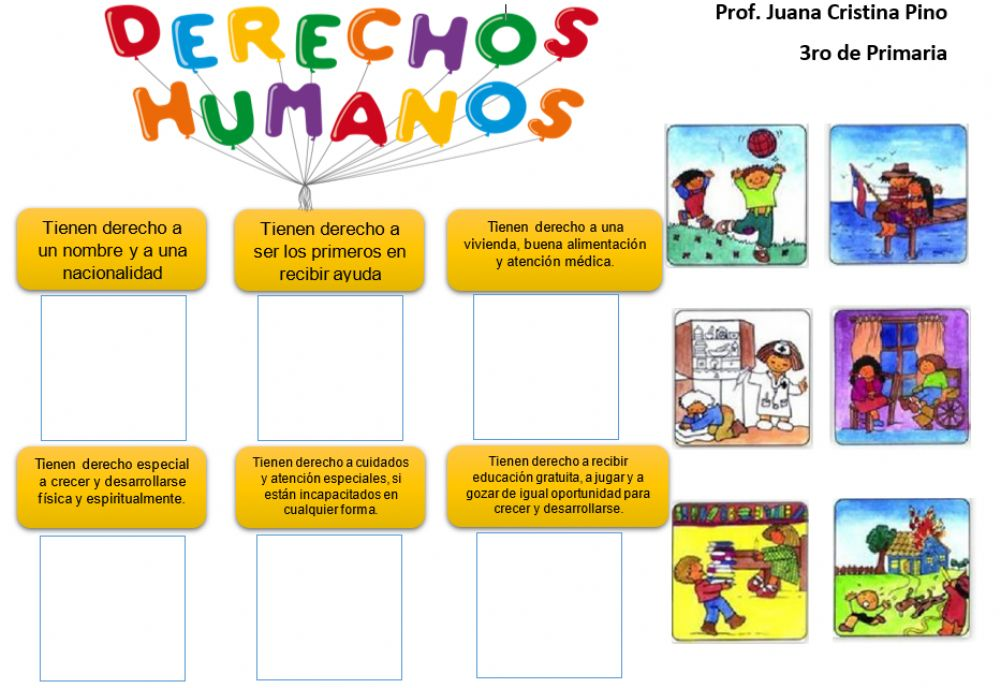 DERECHOS
HUMANOS
Prof. Juana Cristina Pino
3ro de Primaria
Tienen derecho a
un nombre y a una
nacionalidad
Tienen derecho a
ser los primeros en
recibir ayuda
Tienen derecho a una
vivienda, buena alimentación
y atención médica.
Tienen derecho especial
a crecer y desarrollarse
física y espiritualmente.
Tienen derecho a cuidados
y atención especiales, si
están incapacitados en
cualquier forma.
Tienen derecho a recibir
educación gratuita, a jugar y a
gozar de igual oportunidad para
crecer y desarrollarse.